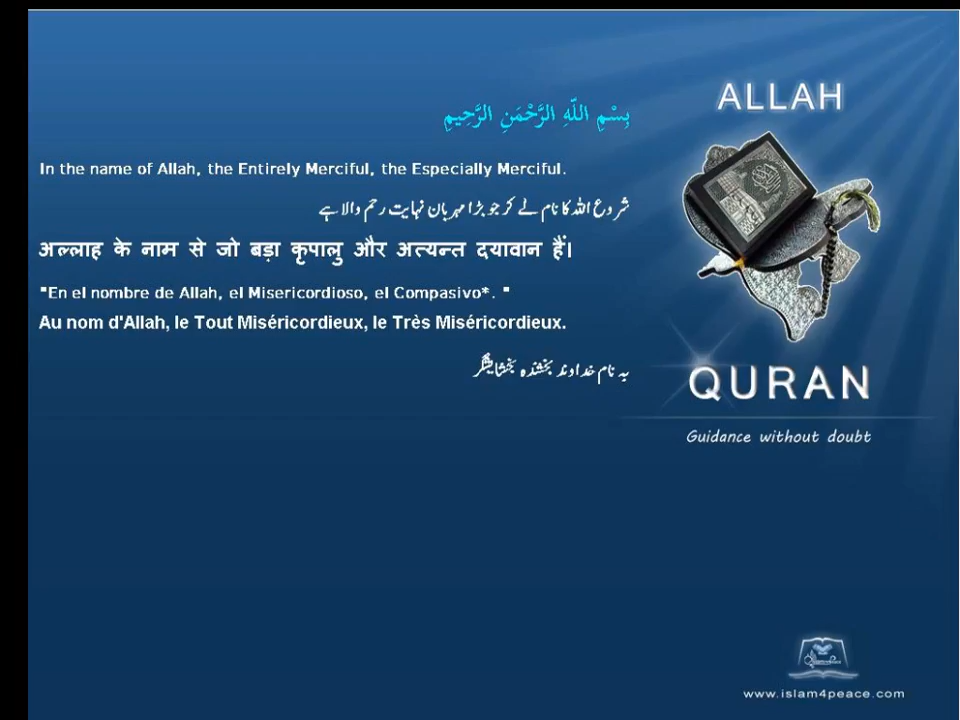 بِسْمِ اللَّهِ الرَّحْمَنِ الرَّحِيمِ
In the name of Allah, the Entirely Merciful, the Especially Merciful.
شروع الله کا نام لے کر جو بڑا مہربان نہایت رحم والا ہے
अल्लाह के नाम से जो बड़ा कृपालु और अत्यन्त दयावान हैं।
"En el nombre de Allah, el Misericordioso, el Compasivo*. "
Au nom d'Allah, le Tout Miséricordieux, le Très Miséricordieux.
به نام خداوند بخشنده بخشایشگر
ALLAH
QURAN
Guidance without doubt
www.islam4peace.com